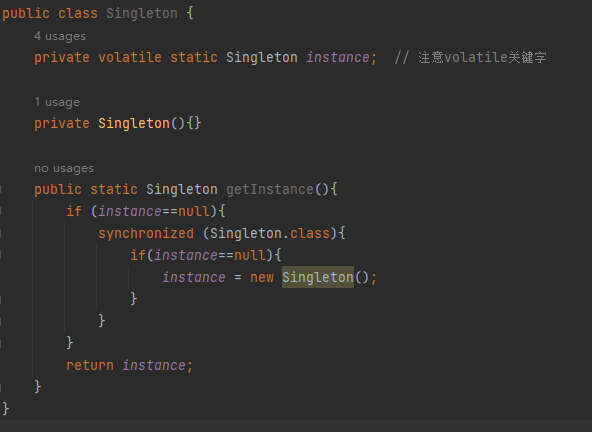 public class Singleton {
4 usages
private volatile static Singleton instance;  // 注意volatile关键字
1 usage
private Singleton(){}
no usages
public static Singleton getInstance(){
if (instance==null){
synchronized (Singleton.class){
if(instance==null){
instance = new Singleton();
}
}
}
return instance;
}
}